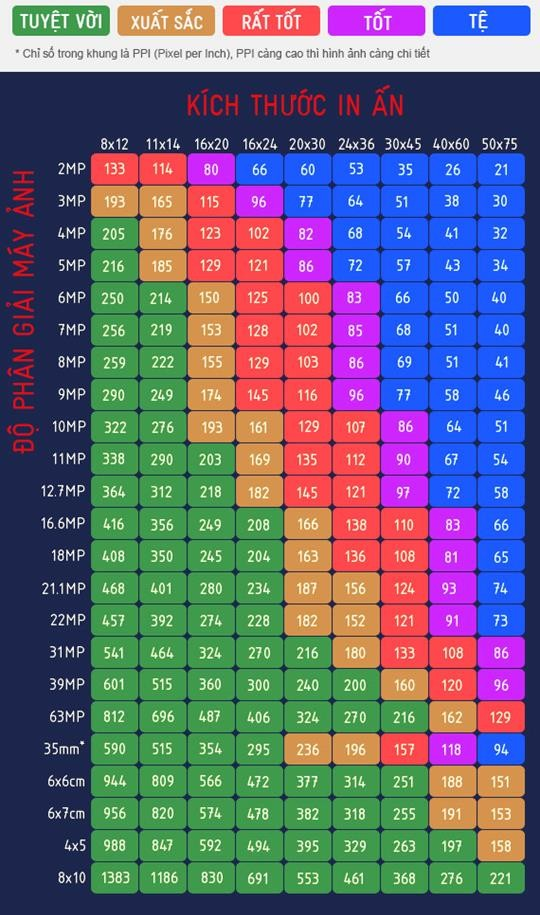 TUYỆT VỜI XUẤT SẮC RẤT TỐT TỐT TỆ
* Chỉ số trong khung là PPI (Pixel per Inch), PPI càng cao thì hình ảnh càng chi tiết
KÍCH THƯỚC IN ẤN
ĐỘ PHÂN GIẢI MÁY ẢNH
8x12 11x14 16x20 16x24 20x30 24x36 30x45 40x60 50x75
2MP 133 114 80 66 60 53 35 26 21
3MP 193 165 115 96 77 64 51 38 30
4MP 205 176 123 102 82 68 54 41 32
5MP 216 185 129 121 86 72 57 43 34
6MP 250 214 150 125 100 83 66 50 40
7MP 256 219 153 128 102 85 68 51 40
8MP 259 222 155 129 103 86 69 51 41
9MP 290 249 174 145 116 96 77 58 46
10MP 322 276 193 161 129 107 86 64 51
11MP 338 290 203 169 135 112 90 67 54
12.7MP 364 312 218 182 145 121 97 72 58
16.6MP 416 356 249 208 166 138 110 83 66
18MP 408 350 245 204 163 136 108 81 65
21.1MP 468 401 280 234 187 156 124 93 74
22MP 457 392 274 228 182 152 121 91 73
31MP 541 464 324 270 216 180 133 108 86
39MP 601 515 360 300 240 200 160 120 96
63MP 812 696 487 406 324 270 216 162 129
35mm* 590 515 354 295 236 196 157 118 94
6x6cm 944 809 566 472 377 314 251 188 151
6x7cm 956 820 574 478 382 318 255 191 153
4x5 988 847 592 494 395 329 263 197 158
8x10 1383 1186 830 691 553 461 368 276 221